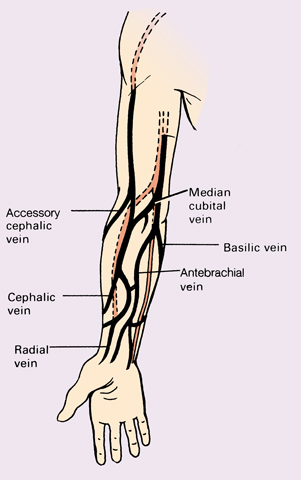 Median
cubital
vein
Accessory
cephalic
vein
Basilic vein
Antebrachial
vein
Cephalic
vein
Radial
vein